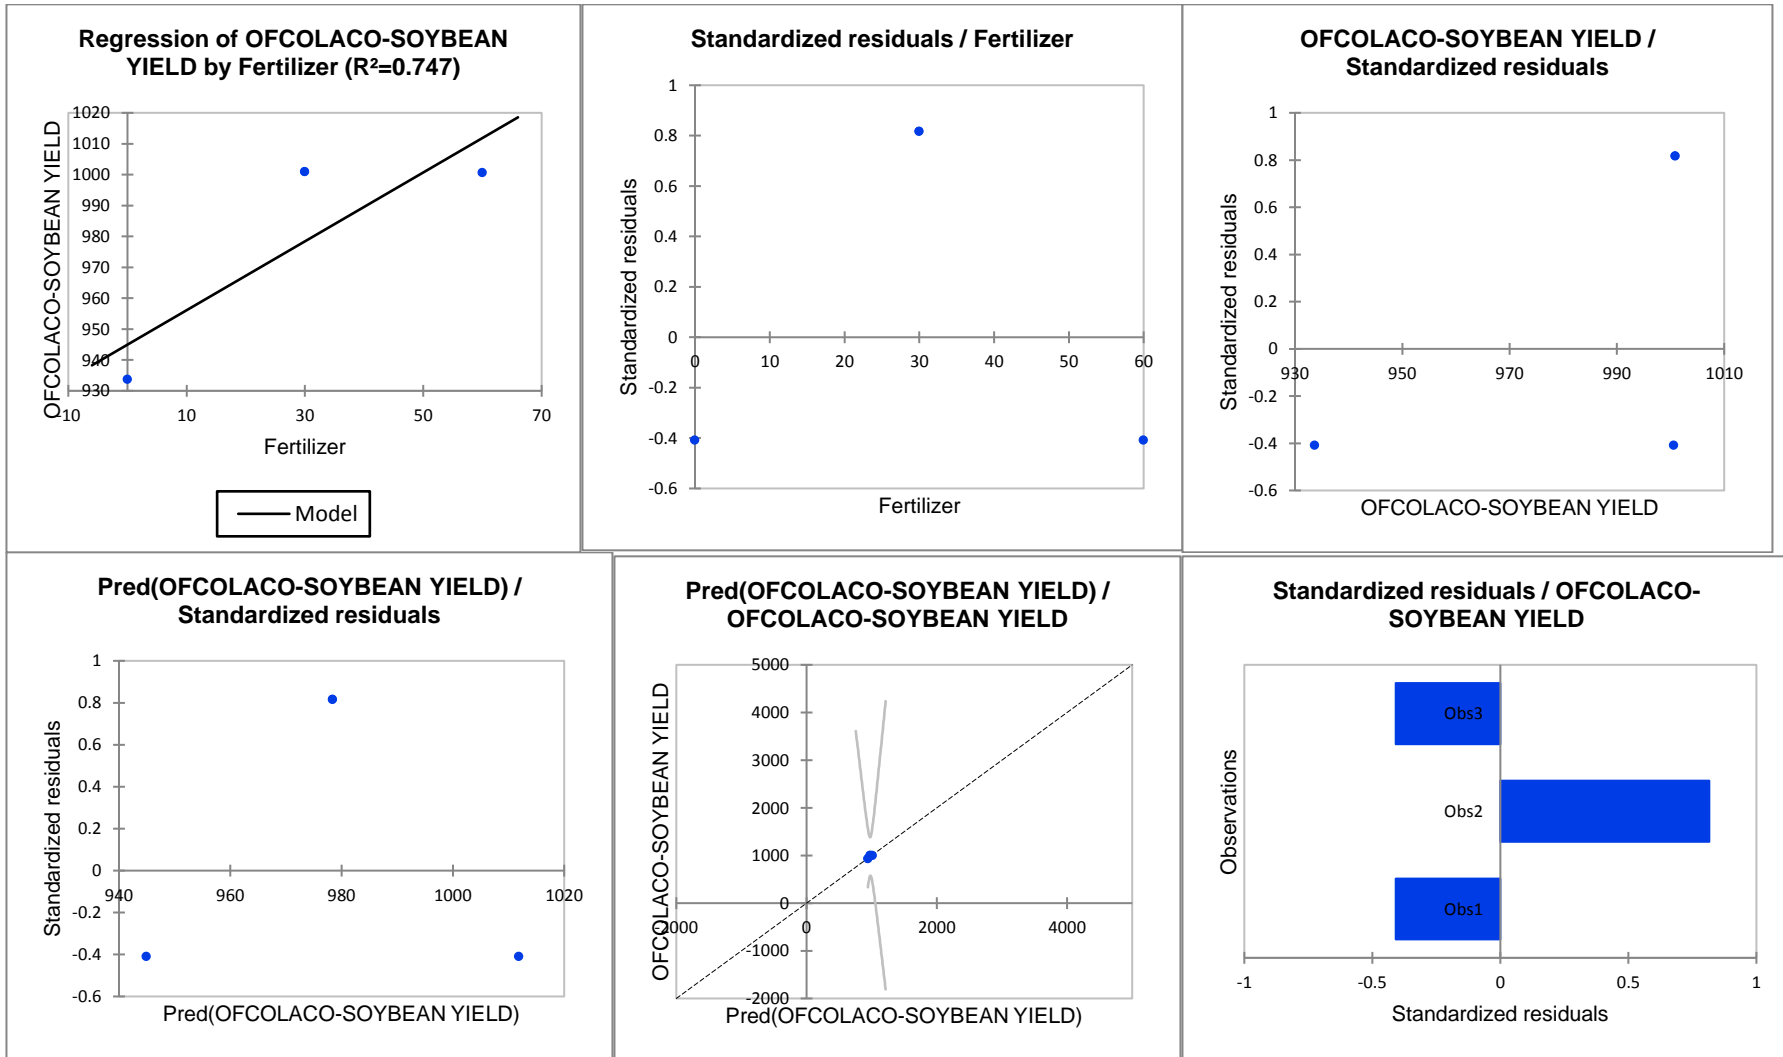 Regression of OFCOLACO-SOYBEAN
YIELD by Fertilizer (R²=0.747)
OFCOLACO-SOYBEAN YIELD
1020
1010
1000
990
980
970
960
950
940
930
-10
10
30
50
70
Fertilizer
Model
Standardized residuals / Fertilizer
Standardized residuals
1
0.8
0.6
0.4
0.2
0
-0.2
-0.4
-0.6
0
10
20
30
40
50
60
Fertilizer
OFCOLACO-SOYBEAN YIELD /
Standardized residuals
Standardized residuals
1
0.8
0.6
0.4
0.2
0
-0.2
-0.4
-0.6
930
950
970
990
1010
OFCOLACO-SOYBEAN YIELD
Pred(OFCOLACO-SOYBEAN YIELD) /
Standardized residuals
Standardized residuals
1
0.8
0.6
0.4
0.2
0
-0.2
-0.4
-0.6
940
960
980
1000
1020
Pred(OFCOLACO-SOYBEAN YIELD)
Pred(OFCOLACO-SOYBEAN YIELD) /
OFCOLACO-SOYBEAN YIELD
OFCOLACO-SOYBEAN YIELD
5000
4000
3000
2000
1000
0
-1000
-2000
-2000
0
2000
4000
Pred(OFCOLACO-SOYBEAN YIELD)
Standardized residuals / OFCOLACO-
SOYBEAN YIELD
Observations
Obs3
Obs2
Obs1
-1
-0.5
0
0.5
1
Standardized residuals